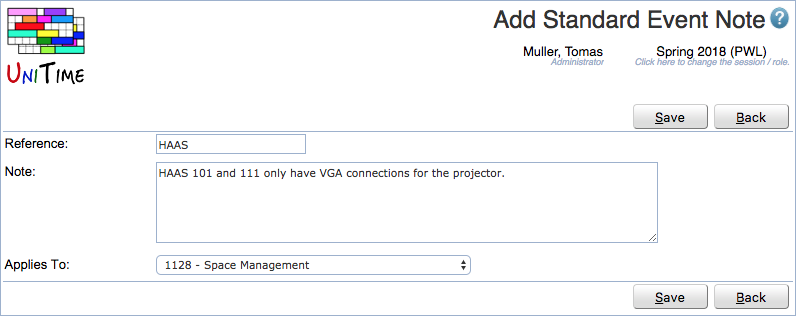 Add Standard Event Note ?
UNITIME
Muller, Tomas Spring 2018 (PWL)
Administrator Click here to change the session / role.
Save Back
Reference: HAAS
Note: HAAS 101 and 111 only have VGA connections for the projector.
Applies To: 1128 - Space Management
Save Back